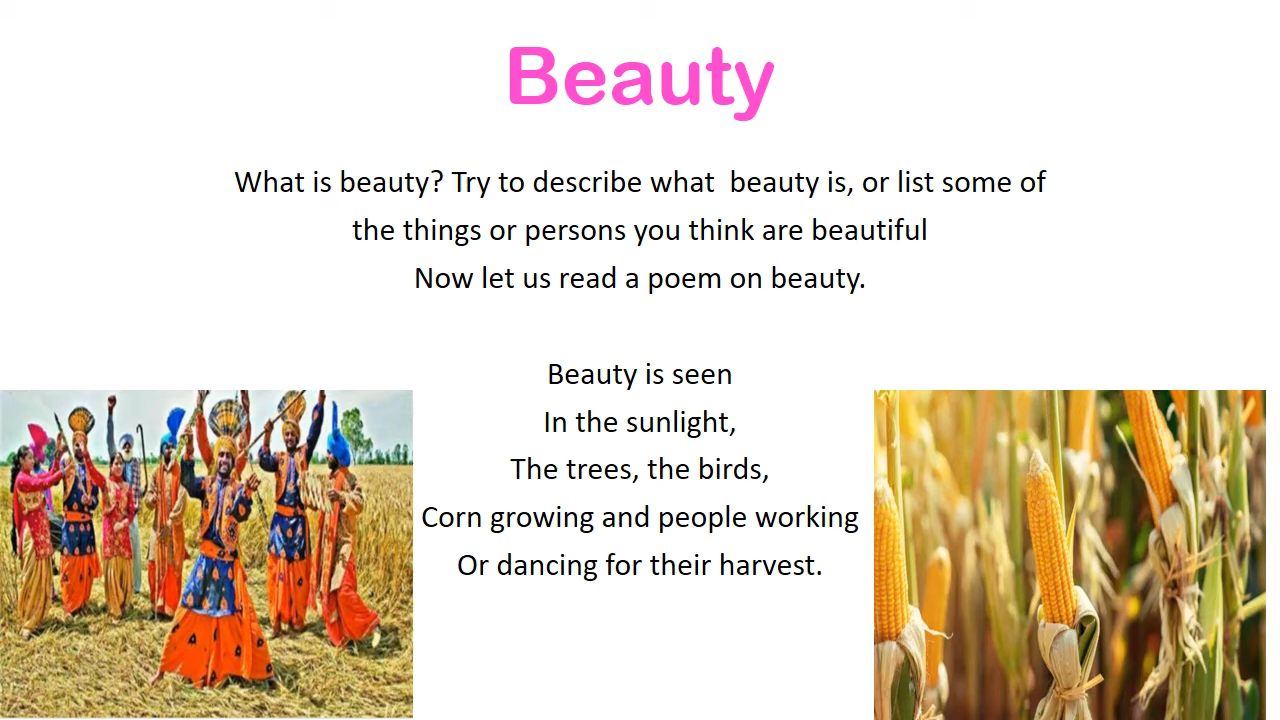 Beauty
What is beauty? Try to describe what  beauty is, or list some of
the things or persons you think are beautiful
Now let us read a poem on beauty.
Beauty is seen
In the sunlight,
The trees, the birds,
Corn growing and people working
Or dancing for their harvest.